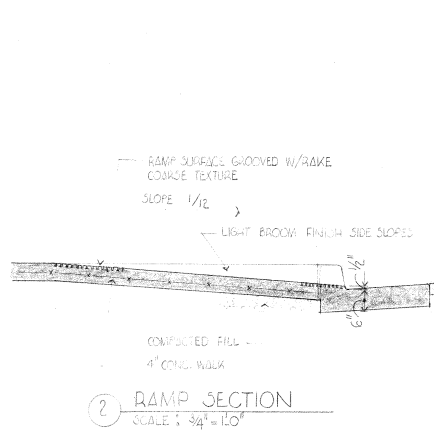 RAMP SURFACE GROOVED W/RAKE
COARSE TEXTURE
SLOPE 1/12
LIGHT BROOM FINISH SIDE SLOPES
6"
COMPACTED FILL
4" CONC. WALK
2 RAMP SECTION
SCALE : 3/4" = 1'-0"